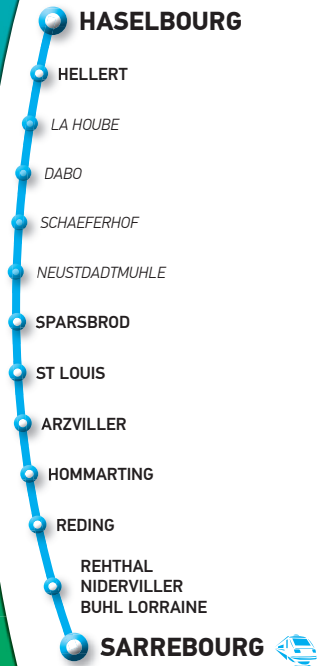 HASELBOURG
HELLERT
LA HOUBE
DABO
SCHAEFERHOF
NEUSTDADTMUHLE
SPARSBROD
ST LOUIS
ARZVILLER
HOMMARTING
REDING
REHTHAL
NIDERVILLER
BUHL LORRAINE
SARREBOURG